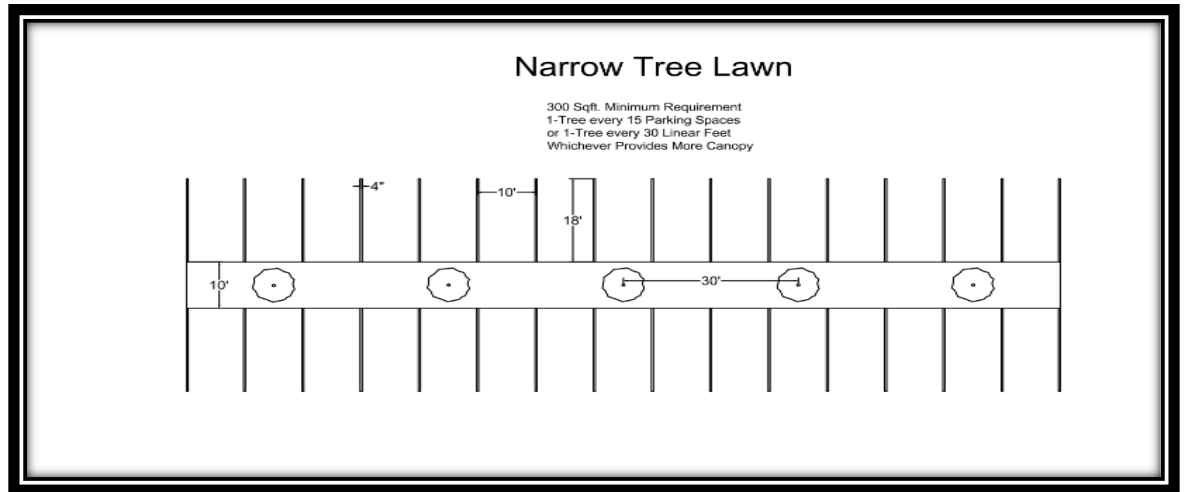 Narrow Tree Lawn
300 Sqft. Minimum Requirement
1-Tree every 15 Parking Spaces
or 1-Tree every 30 Linear Feet
Whichever Provides More Canopy
4"
10'
18'
10'
30'